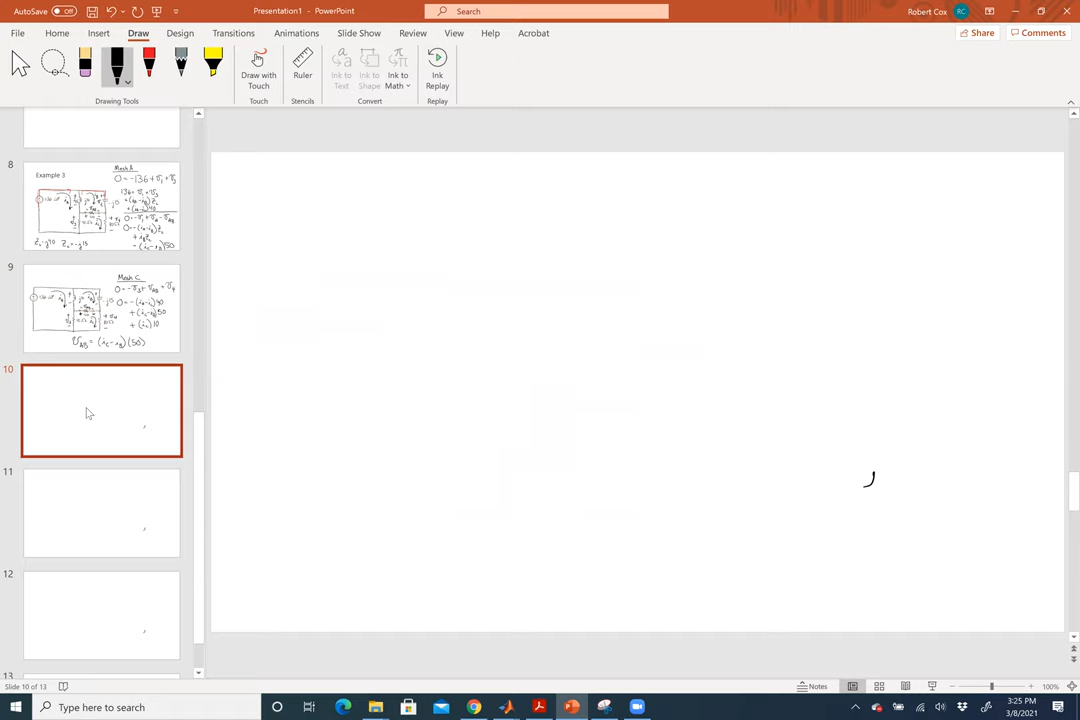 AutoSave Off Presentation1 - PowerPoint Search Robert Cox RC
File Home Insert Draw Design Transitions Animations Slide Show Review View Help Acrobat Share Comments
Draw with Touch Ruler Ink to Text Ink to Shape Ink to Math Ink Replay
Drawing Tools Touch Stencils Convert Replay
8
Example 3
Mesh A
9
Mesh C
10
11
12
13
Slide 10 of 13 Notes 100%
Type here to search 3:25 PM
3/8/2021